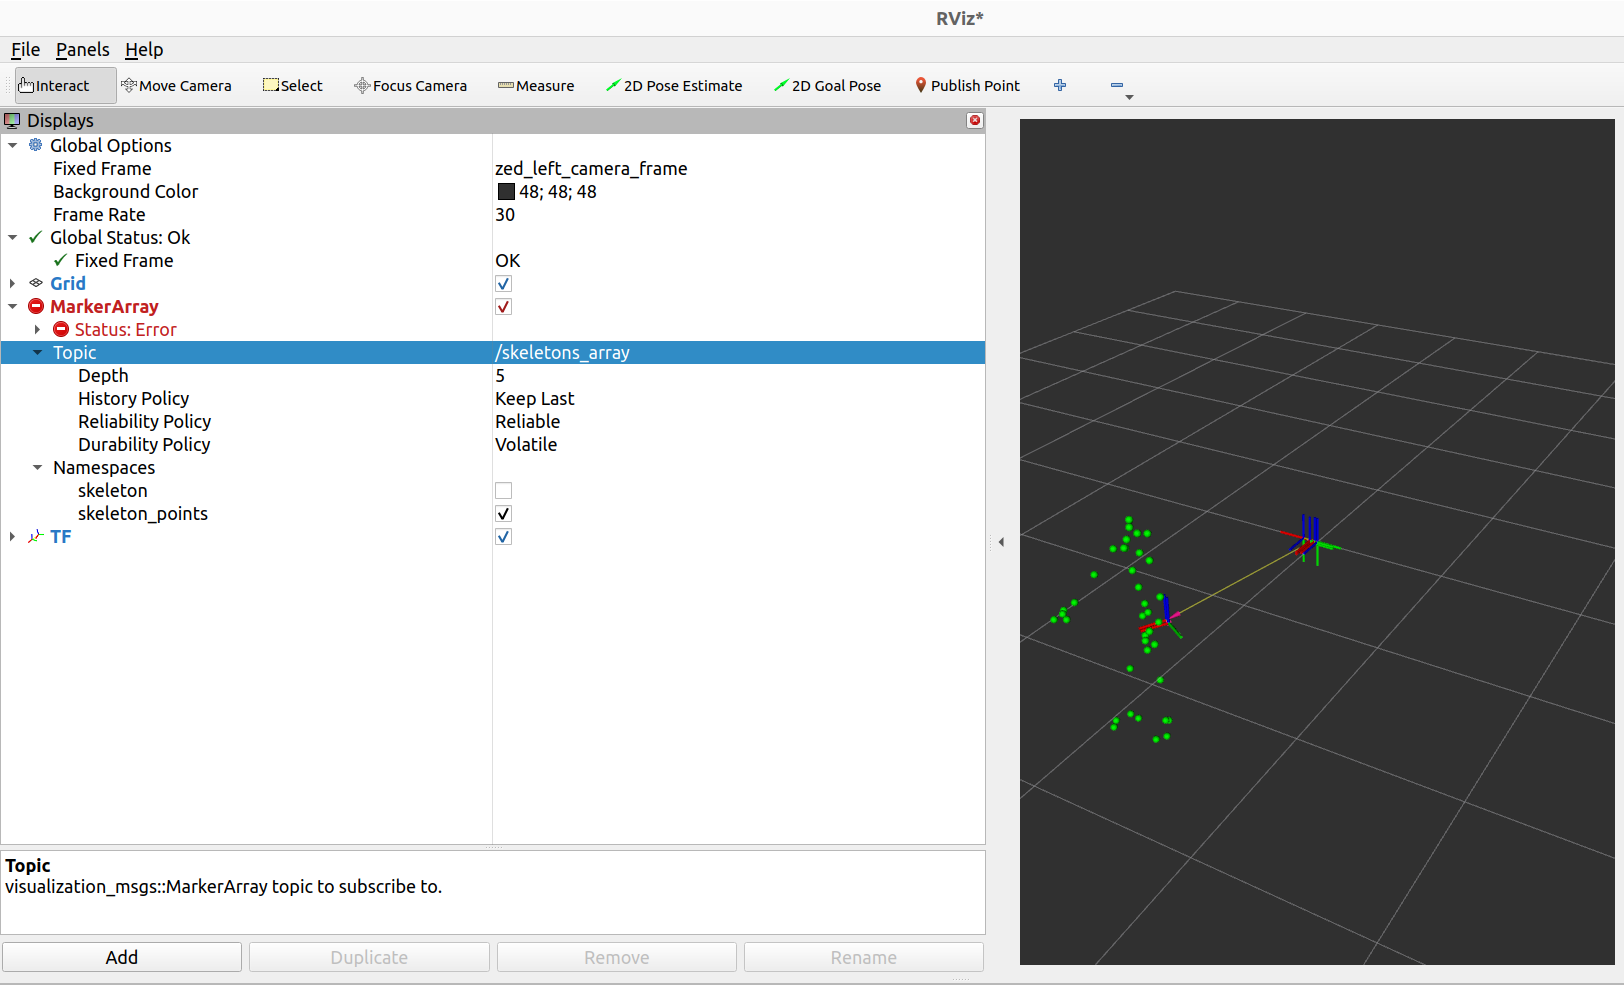 RViz*
File Panels Help
Interact Move Camera Select Focus Camera Measure 2D Pose Estimate 2D Goal Pose Publish Point
Displays
Global Options
Fixed Frame zed_left_camera_frame
Background Color 48; 48; 48
Frame Rate 30
Global Status: Ok
Fixed Frame OK
Grid
MarkerArray
Status: Error
Topic /skeletons_array
Depth 5
History Policy Keep Last
Reliability Policy Reliable
Durability Policy Volatile
Namespaces
skeleton
skeleton_points
TF
Topic
visualization_msgs::MarkerArray topic to subscribe to.
Add Duplicate Remove Rename